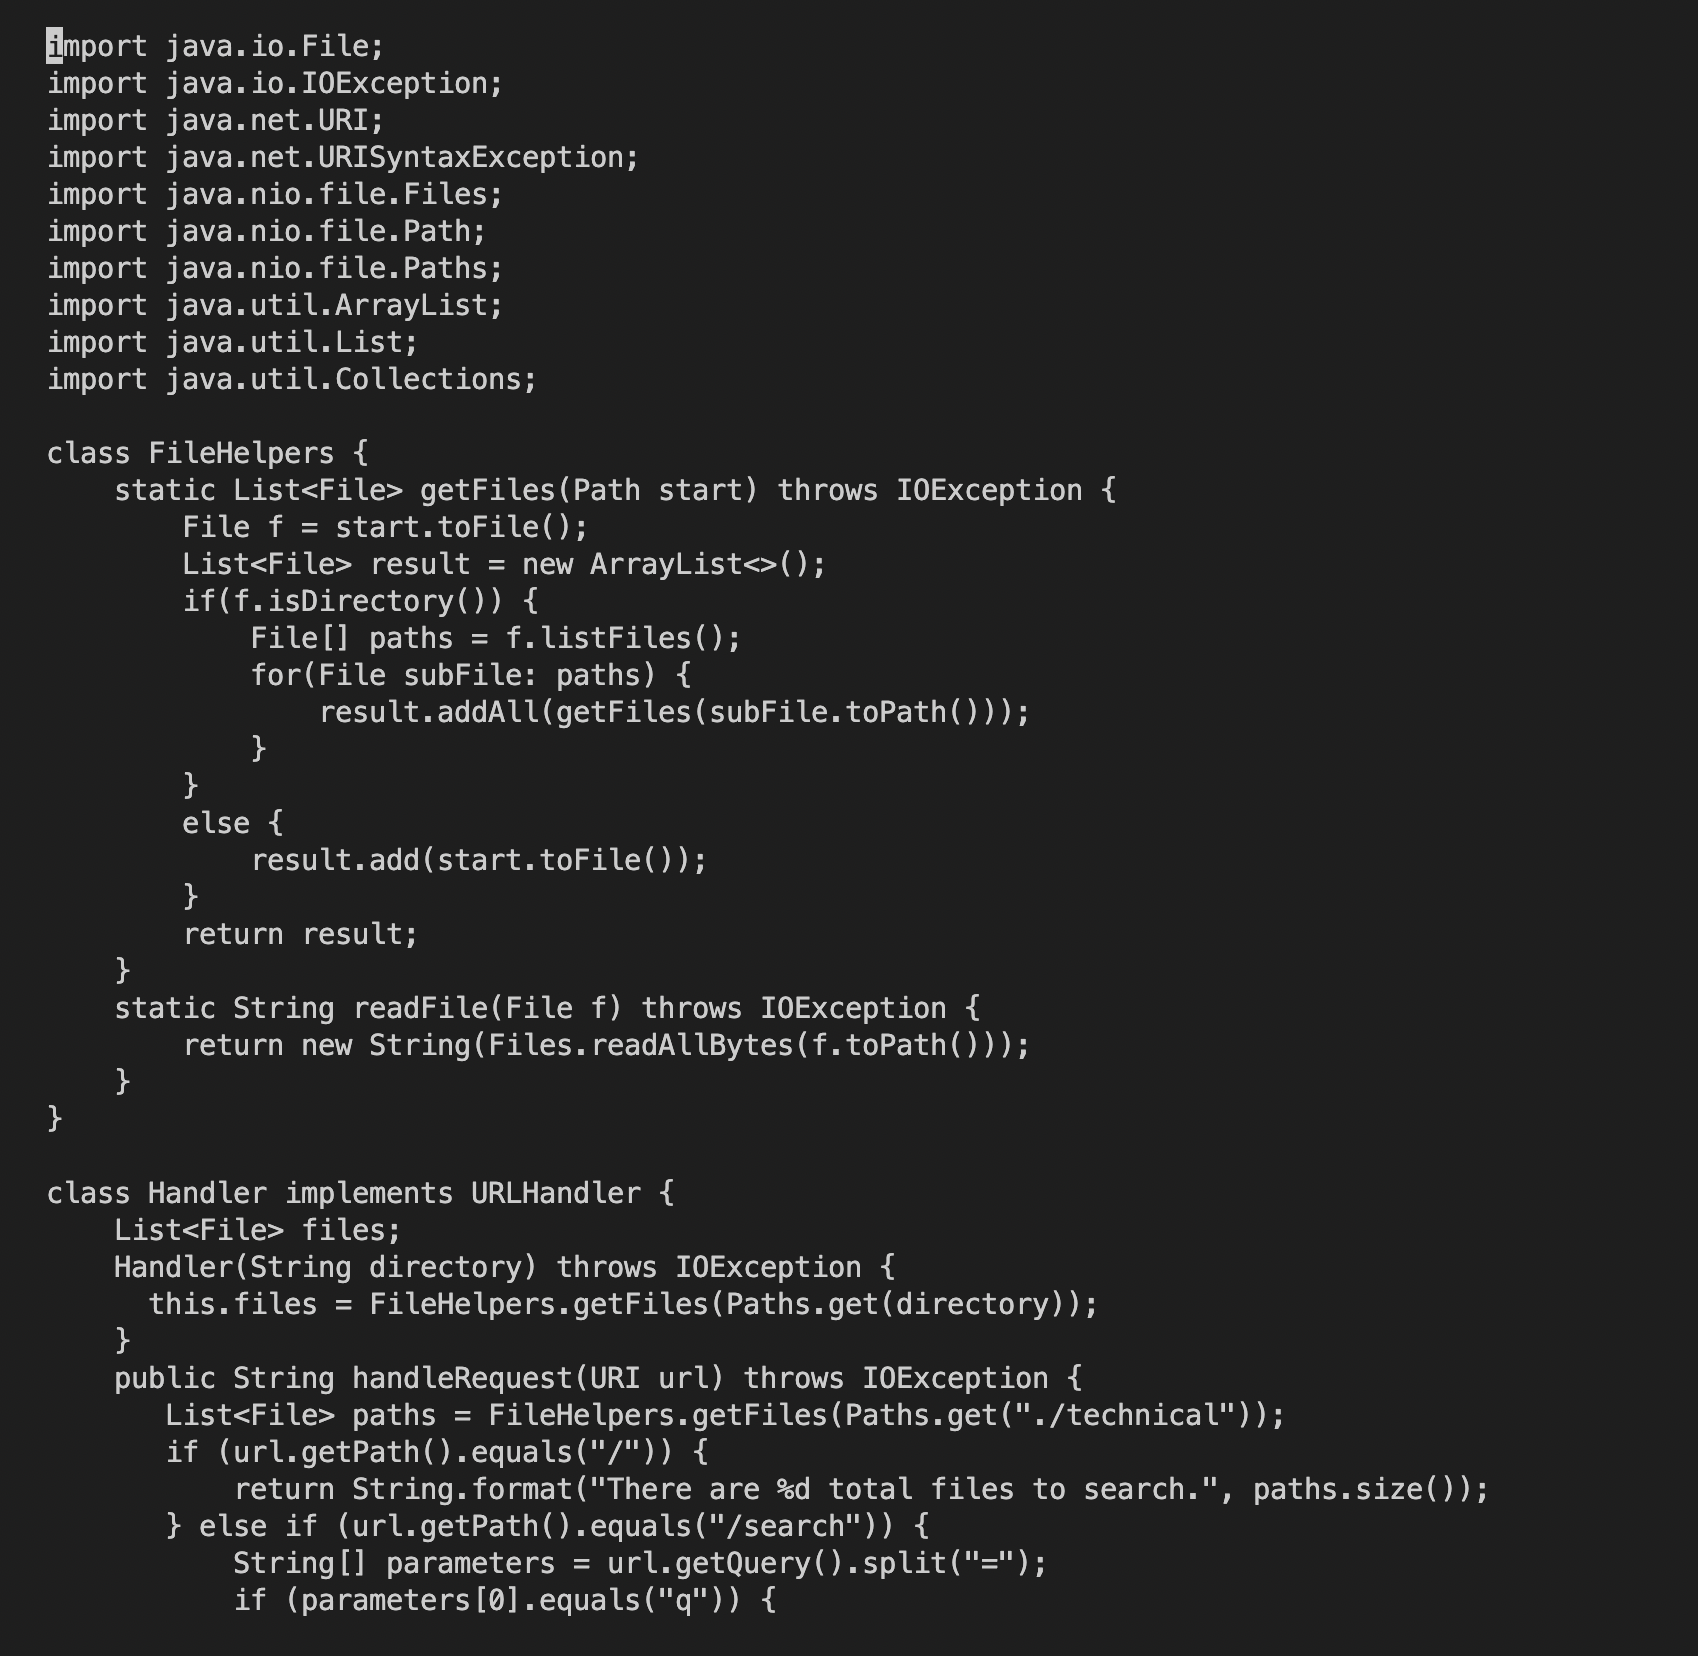 import java.io.File;
import java.io.IOException;
import java.net.URI;
import java.net.URISyntaxException;
import java.nio.file.Files;
import java.nio.file.Path;
import java.nio.file.Paths;
import java.util.ArrayList;
import java.util.List;
import java.util.Collections;

class FileHelpers {
    static List<File> getFiles(Path start) throws IOException {
        File f = start.toFile();
        List<File> result = new ArrayList<>();
        if(f.isDirectory()) {
            File[] paths = f.listFiles();
            for(File subFile: paths) {
                result.addAll(getFiles(subFile.toPath()));
            }
        }
        else {
            result.add(start.toFile());
        }
        return result;
    }
    static String readFile(File f) throws IOException {
        return new String(Files.readAllBytes(f.toPath()));
    }
}

class Handler implements URLHandler {
    List<File> files;
    Handler(String directory) throws IOException {
      this.files = FileHelpers.getFiles(Paths.get(directory));
    }
    public String handleRequest(URI url) throws IOException {
       List<File> paths = FileHelpers.getFiles(Paths.get("./technical"));
       if (url.getPath().equals("/")) {
           return String.format("There are %d total files to search.", paths.size());
       } else if (url.getPath().equals("/search")) {
           String[] parameters = url.getQuery().split("=");
           if (parameters[0].equals("q")) {